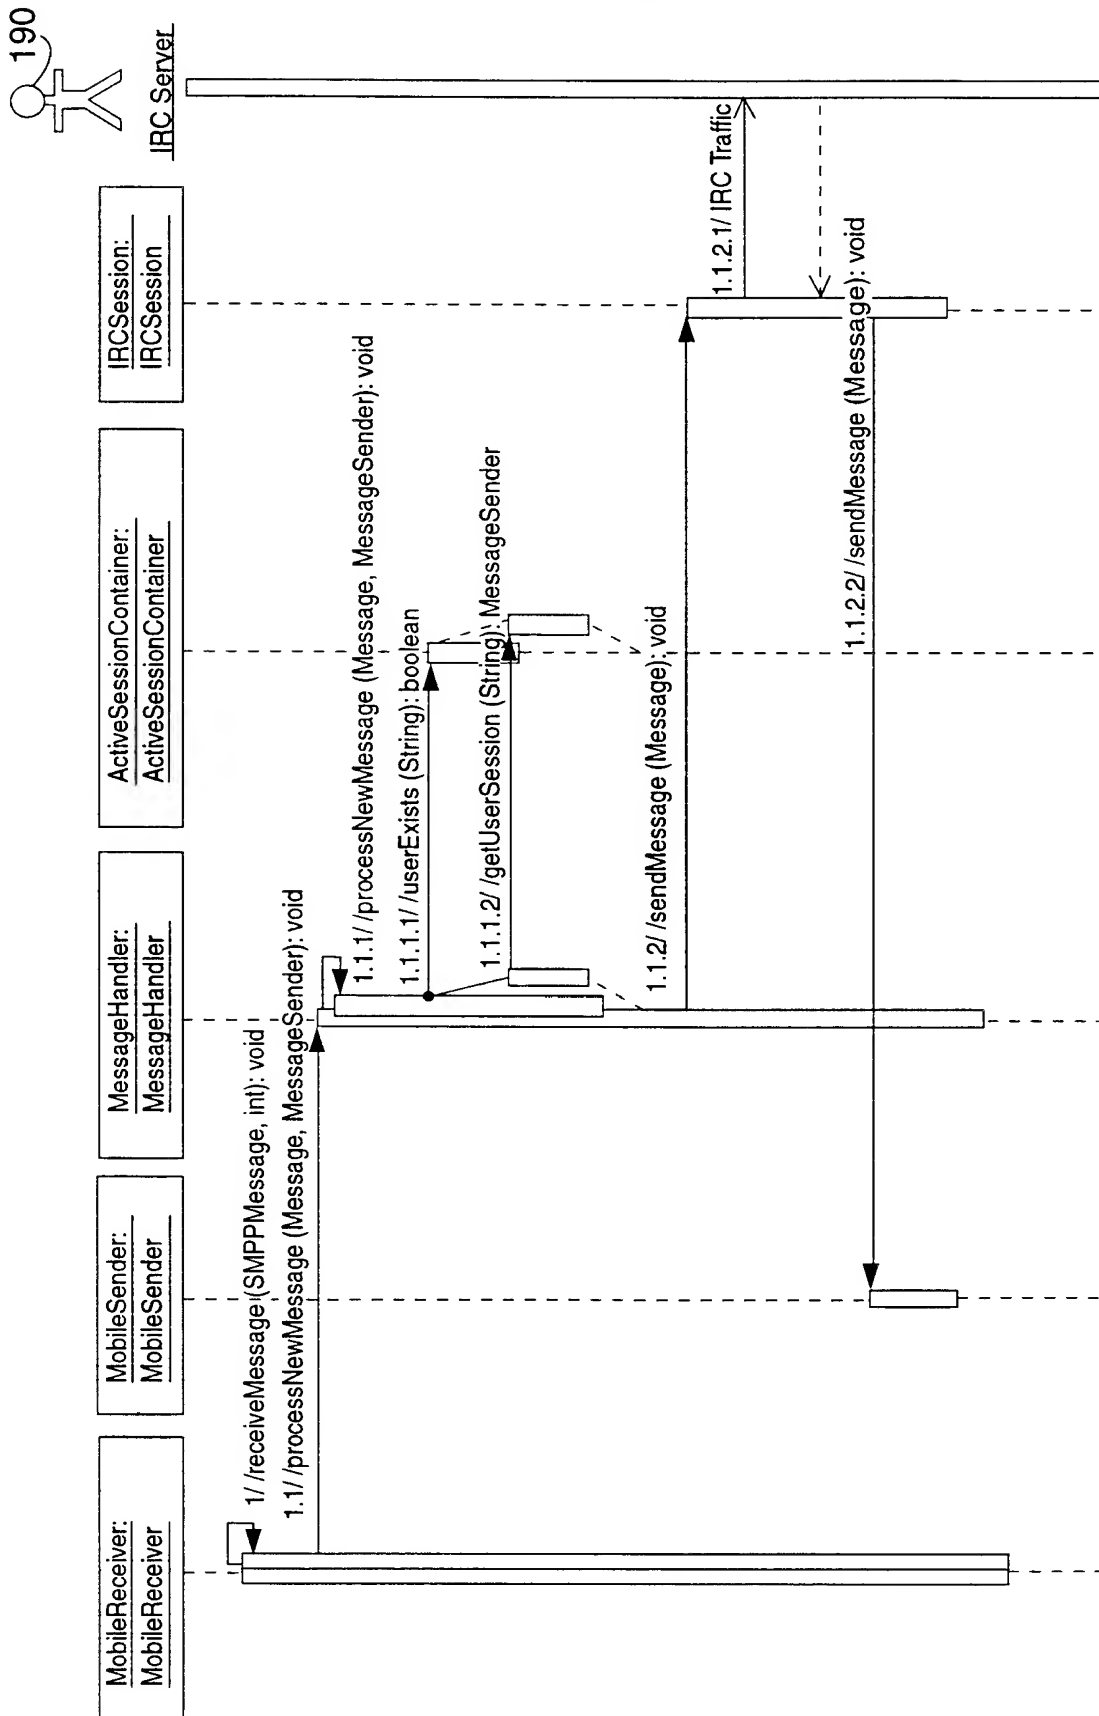 MobileReceiver:
MobileReceiver
MobileSender:
MobileSender
MessageHandler:
MessageHandler
ActiveSessionContainer:
ActiveSessionContainer
IRCSession:
IRCSession
190
IRC Server
1/ /receiveMessage (SMPPMessage, int): void
1.1/ /processNewMessage (Message, MessageSender): void
1.1.1/ /processNewMessage (Message, MessageSender): void
1.1.1.1/ /userExists (String): boolean
1.1.1.2/ /getUserSession (String): MessageSender
1.1.2/ /sendMessage (Message): void
1.1.2.1/ IRC Traffic
1.1.2.2/ /sendMessage (Message): void